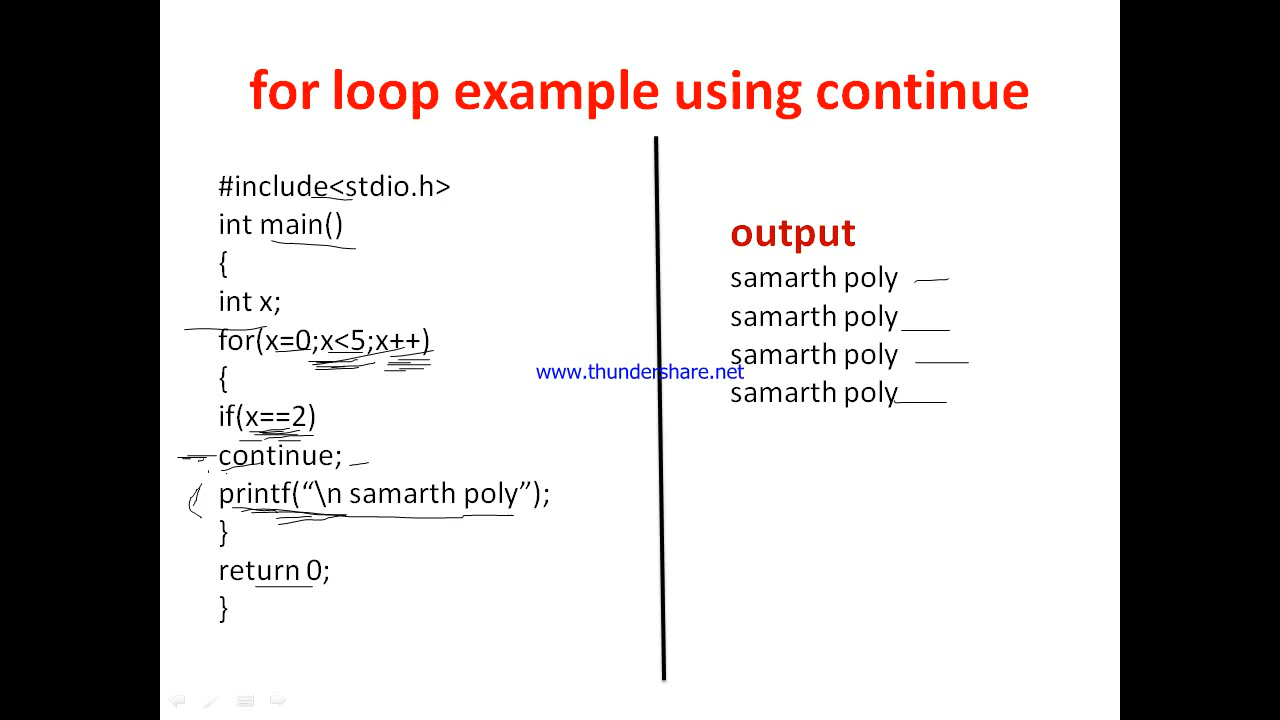 for loop example using continue
#include<stdio.h>
int main()
{
int x;
for(x=0;x<5;x++)
{
if(x==2)
continue;
printf(“\n samarth poly”);
}
return 0;
}
output
samarth poly
samarth poly
samarth poly
samarth poly
www.thundershare.net